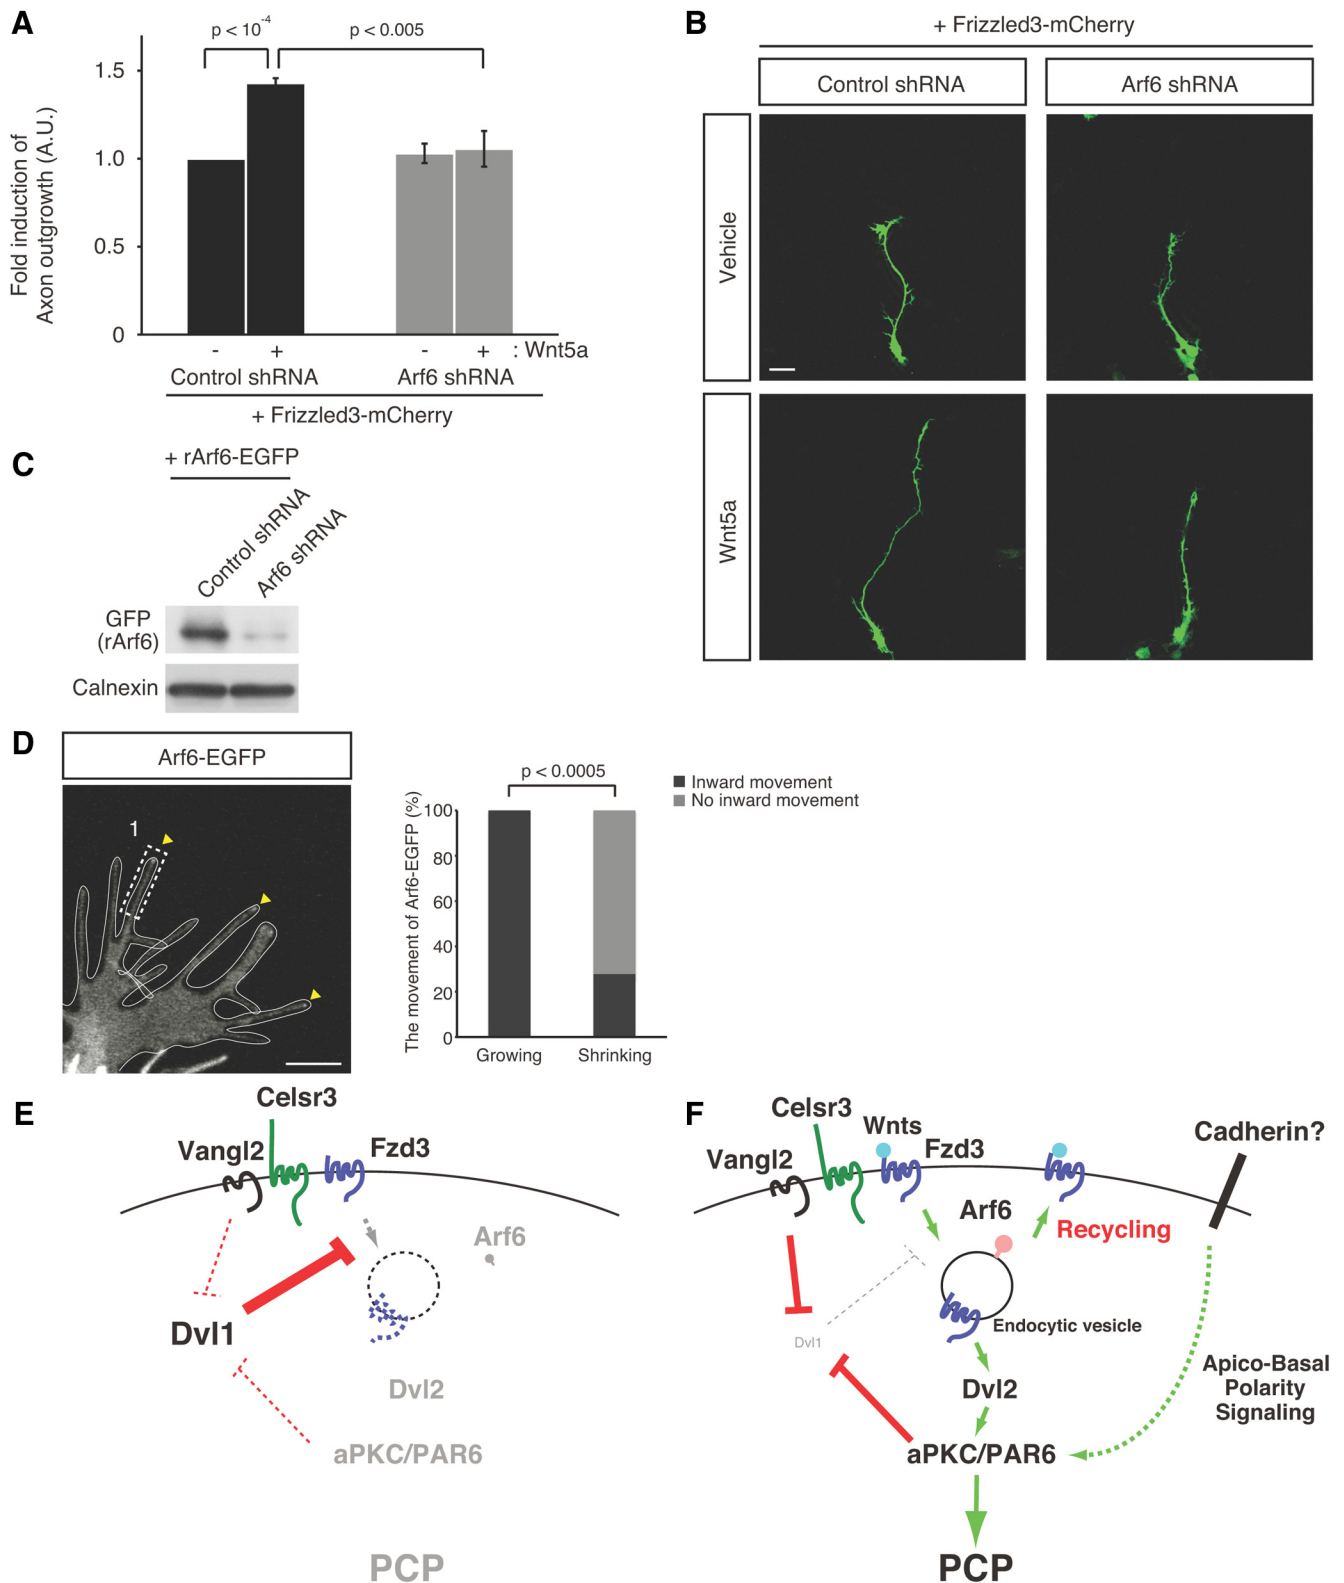 A
p < 10⁻⁴
p < 0.005
Fold induction of
Axon outgrowth (A.U.)
1.5
1.0
0.5
0
- + - + : Wnt5a
Control shRNA Arf6 shRNA
+ Frizzled3-mCherry
B
+ Frizzled3-mCherry
Control shRNA Arf6 shRNA
Vehicle
Wnt5a
C
+ rArf6-EGFP
Control shRNA
Arf6 shRNA
GFP
(rArf6)
Calnexin
D
Arf6-EGFP
1
p < 0.0005
Inward movement
No inward movement
The movement of Arf6-EGFP (%)
100
80
60
40
20
0
Growing Shrinking
E
Celsr3
Vangl2
Fzd3
Arf6
Dvl1
Dvl2
aPKC/PAR6
PCP
F
Celsr3
Wnts
Vangl2
Fzd3
Cadherin?
Arf6
Recycling
Dvl1
Endocytic vesicle
Dvl2
Apico-Basal
Polarity
Signaling
aPKC/PAR6
PCP